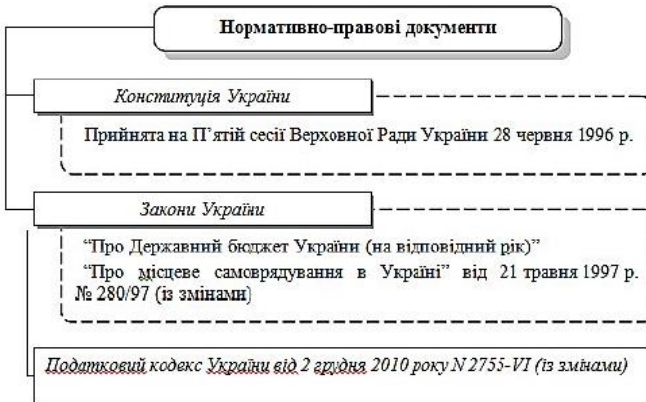 Нормативно-правові документи
Конституція України
Прийнята на П’ятій сесії Верховної Ради України 28 червня 1996 р.
Закони України
“Про Державний бюджет України (на відповідний рік)”
“Про місцеве самоврядування в Україні” від 21 травня 1997 р.
№ 280/97 (із змінами)
Податковий кодекс України від 2 грудня 2010 року N 2755-VI (із змінами)